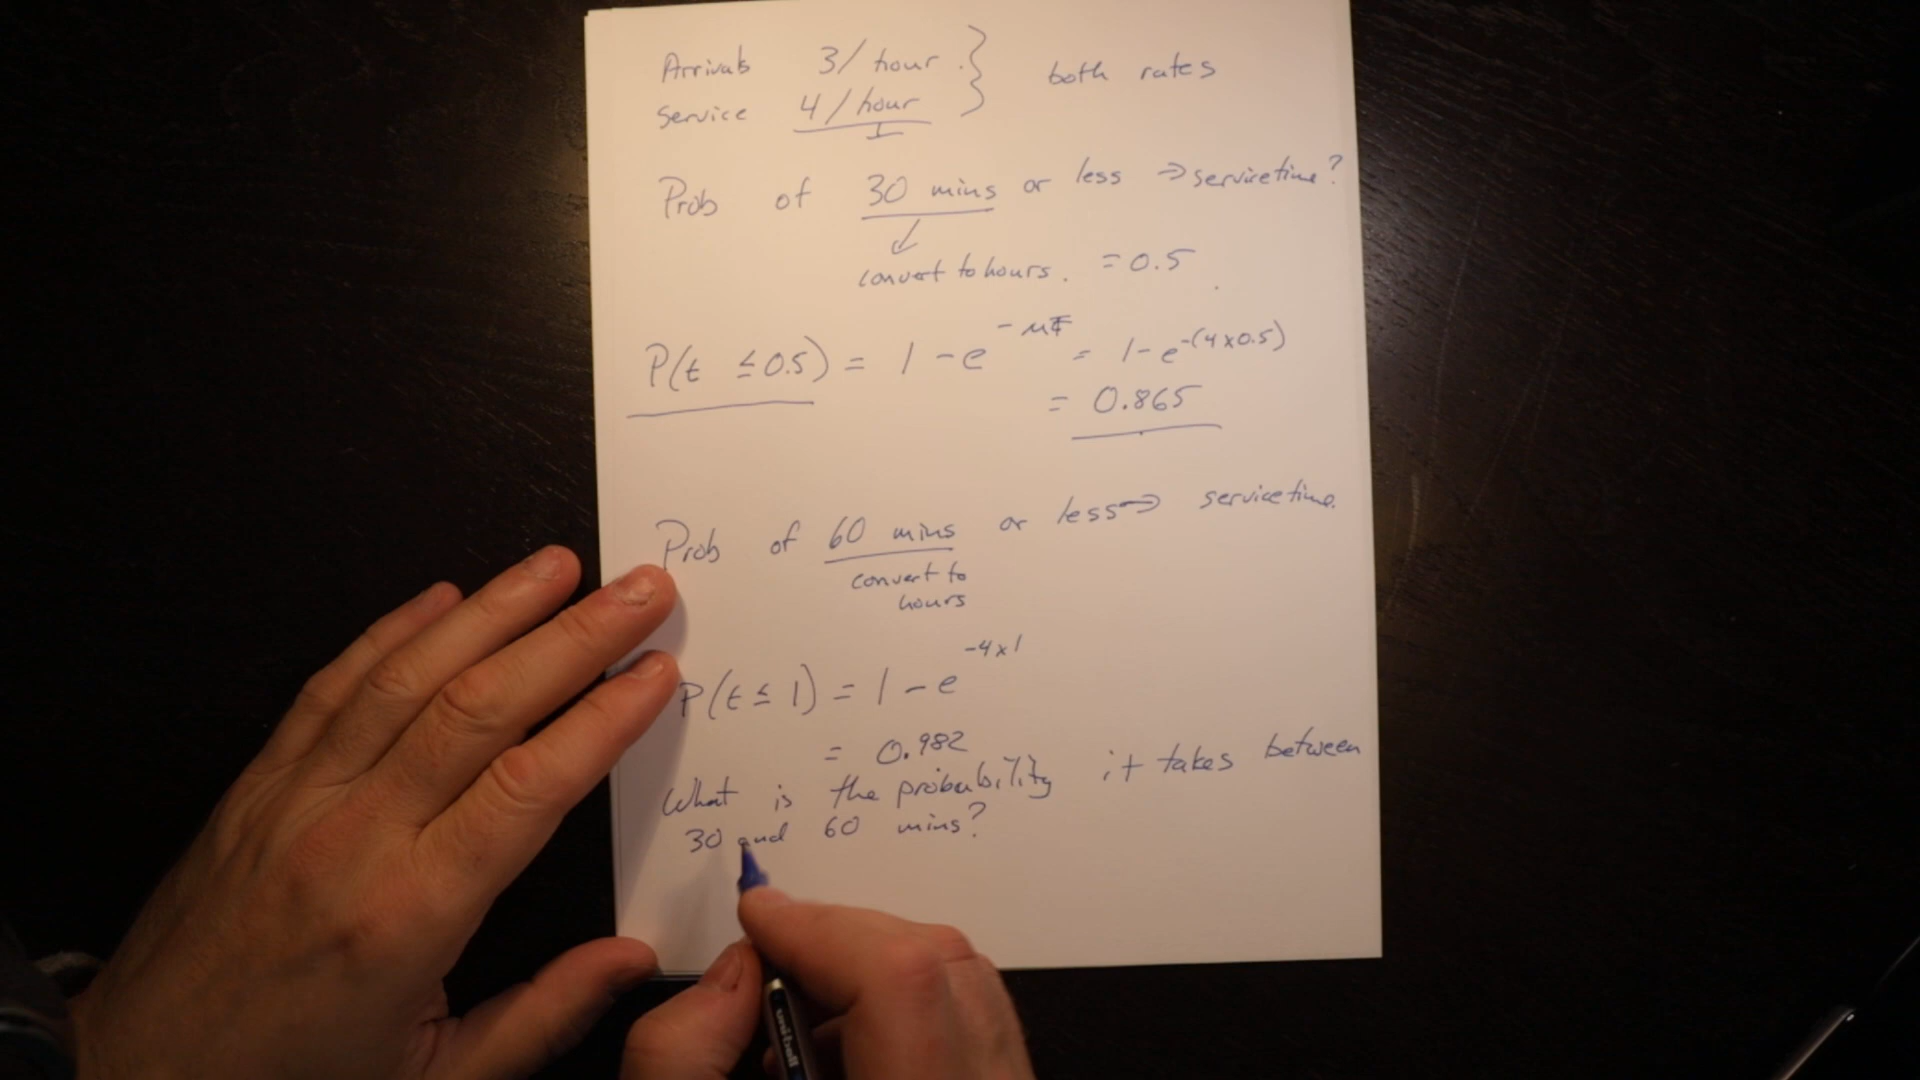 Arrivals 3/hour } both rates
Service 4/hour
Prob of 30 mins or less → service time?
convert to hours. = 0.5
P(t ≤ 0.5) = 1 - e^-μt = 1 - e^-(4x0.5)
= 0.865
Prob of 60 mins or less → service time.
convert to
hours
P(t ≤ 1) = 1 - e^-4x1
= 0.982
What is the probability it takes between
30 and 60 mins?
uniball